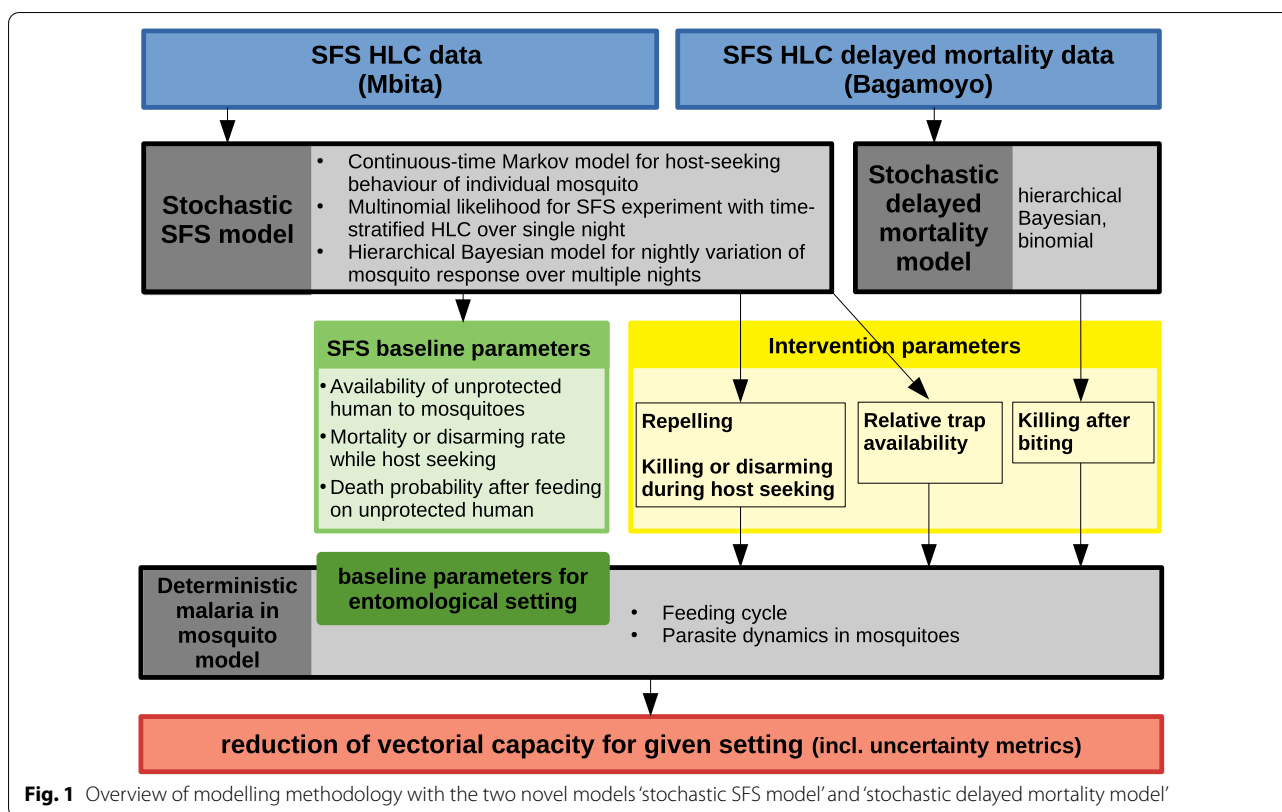 SFS HLC data
(Mbita)
SFS HLC delayed mortality data
(Bagamoyo)
Stochastic
SFS model
• Continuous-time Markov model for host-seeking
behaviour of individual mosquito
• Multinomial likelihood for SFS experiment with time-
stratified HLC over single night
• Hierarchical Bayesian model for nightly variation of
mosquito response over multiple nights
Stochastic
delayed
mortality
model
hierarchical
Bayesian,
binomial
SFS baseline parameters
• Availability of unprotected
human to mosquitoes
• Mortality or disarming rate
while host seeking
• Death probability after feeding
on unprotected human
Intervention parameters
Repelling
Killing or disarming
during host seeking
Relative trap
availability
Killing after
biting
Deterministic
malaria in
mosquito
model
baseline parameters for
entomological setting
• Feeding cycle
• Parasite dynamics in mosquitoes
reduction of vectorial capacity for given setting (incl. uncertainty metrics)
Fig. 1 Overview of modelling methodology with the two novel models ‘stochastic SFS model’ and ‘stochastic delayed mortality model’